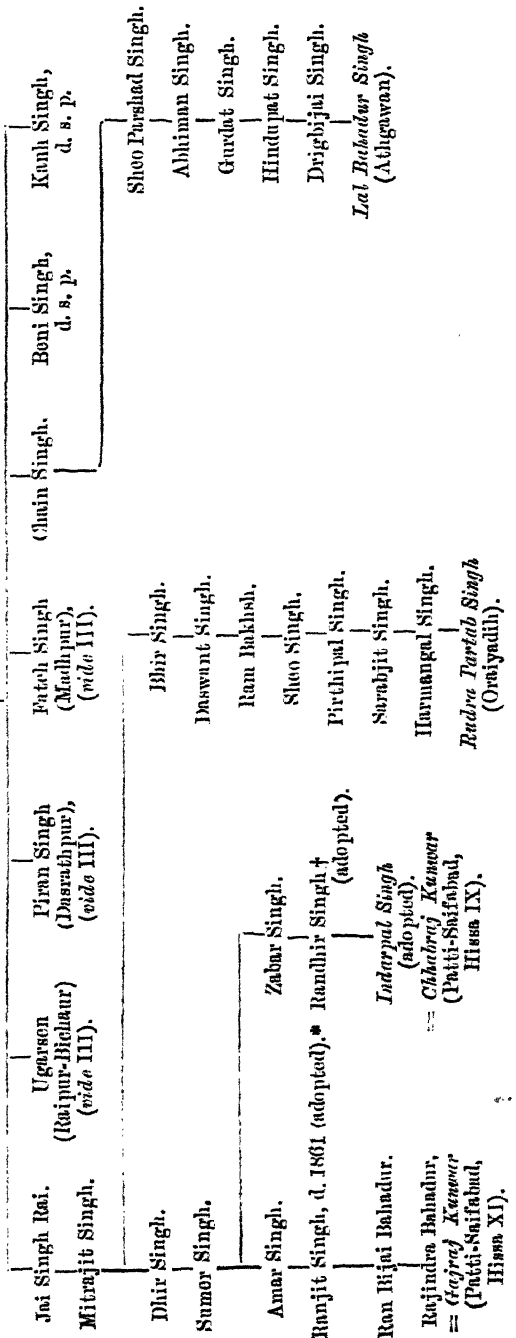 Jai Singh Rai.
Ugarsen
(Raipur-Bichaur)
(vide III).
Piran Singh
(Dasrathpur),
(vide III).
Fateh Singh
(Madhpur),
(vide III).
Chain Singh.
Beni Singh,
d. s. p.
Kanh Singh,
d. s. p.
Mitrajit Singh.
Dhir Singh.
Bhir Singh.
Sheo Parshad Singh.
Sumer Singh,
Daswant Singh.
Abhiman Singh.
Amar Singh.
Zabar Singh.
Ram Bakhsh.
Gurdat Singh.
Ranjit Singh, d. 1861 (adopted).*
Randhir Singh†
(adopted).
Sheo Singh.
Hindupat Singh.
Ran Bijai Bahadur.
Indarpal Singh
(adopted).
= Chhabraj Kunwar
(Patti-Saifabad,
Hissa IX).
Pirthipal Singh.
Drigbijai Singh.
Rajindra Bahadur,
= Gajraj Kunwar
(Patti-Saifabad,
Hissa XI).
Sarabjit Singh.
Lal Bahadur Singh
(Athgawan).
Harmangal Singh.
Rudra Partab Singh
(Oraiyadih).